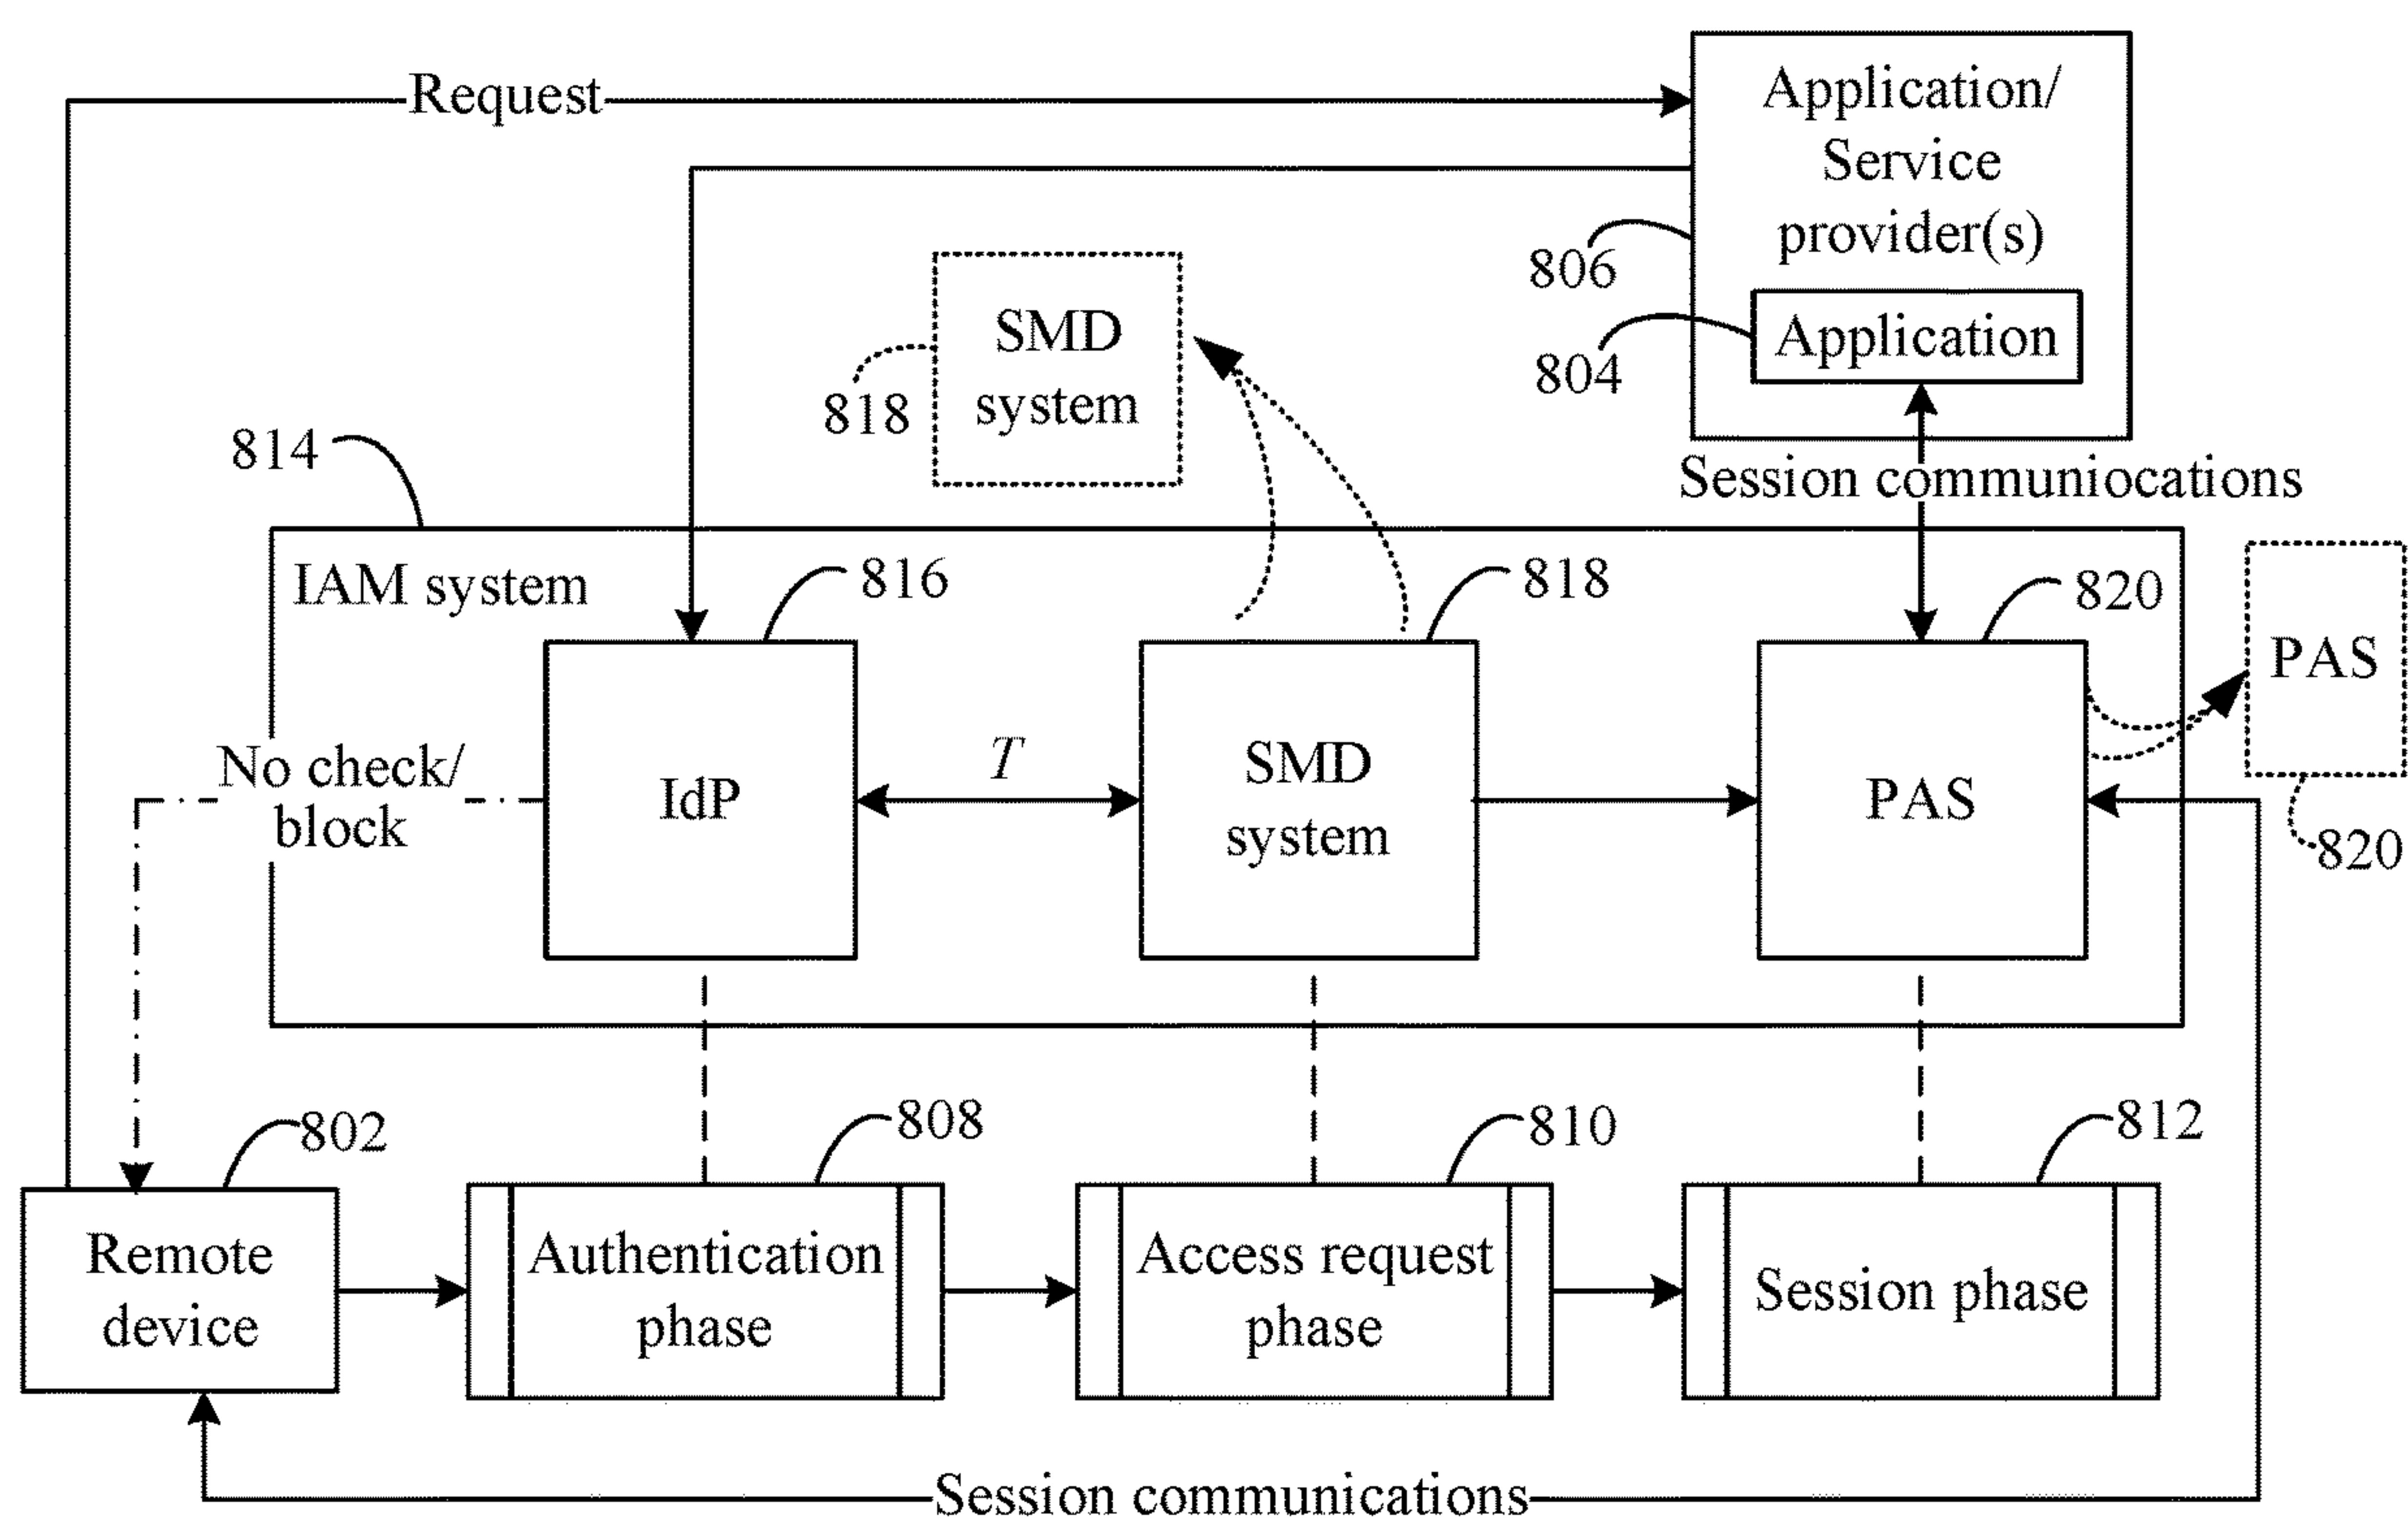 Request
Application/
Service
provider(s)
806
Application
804
SMD
system
818
814
Session communiocations
IAM system
816
818
820
PAS
820
No check/
block
IdP
T
SMD
system
PAS
802
808
810
812
Remote
device
Authentication
phase
Access request
phase
Session phase
Session communications